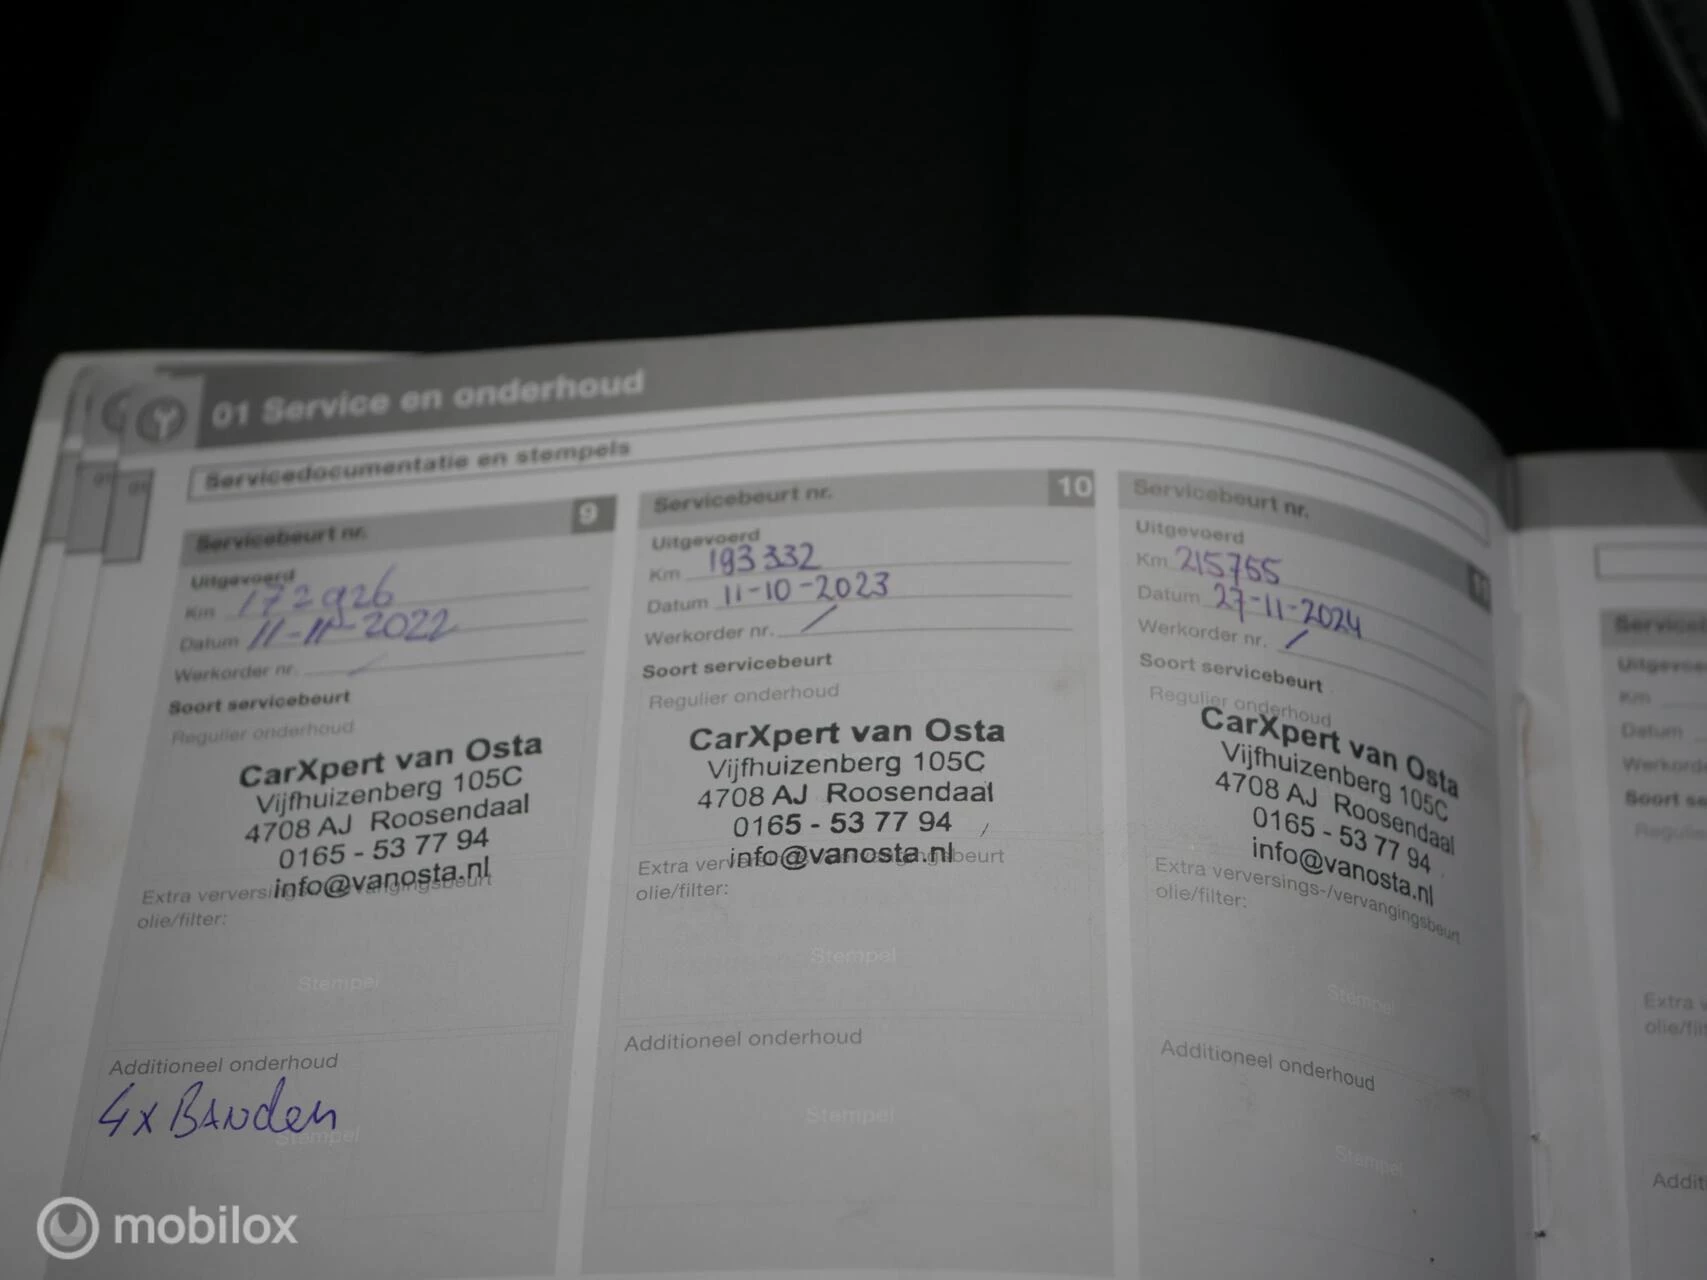 01 Service en onderhoud
Servicedocumentatie en stempels
Servicebeurt nr. 9
Uitgevoerd
Km 172926
Datum 11-11-2022
Werkorder nr.
Soort servicebeurt
Regulier onderhoud
CarXpert van Osta
Vijfhuizenberg 105C
4708 AJ Roosendaal
0165 - 53 77 94
info@vanosta.nl
Extra verversings-/vervangingsbeurt
olie/filter:
Stempel
Additioneel onderhoud
4x Banden
Stempel
Servicebeurt nr. 10
Uitgevoerd
Km 193332
Datum 11-10-2023
Werkorder nr. /
Soort servicebeurt
Regulier onderhoud
CarXpert van Osta
Vijfhuizenberg 105C
4708 AJ Roosendaal
0165 - 53 77 94
info@vanosta.nl
Extra verversings-/vervangingsbeurt
olie/filter:
Stempel
Additioneel onderhoud
Stempel
Servicebeurt nr. 11
Uitgevoerd
Km 215755
Datum 27-11-2024
Werkorder nr. /
Soort servicebeurt
Regulier onderhoud
CarXpert van Osta
Vijfhuizenberg 105C
4708 AJ Roosendaal
0165 - 53 77 94
info@vanosta.nl
Extra verversings-/vervangingsbeurt
olie/filter:
Stempel
Additioneel onderhoud
Stempel
Km
Datum
Extra
mobilox